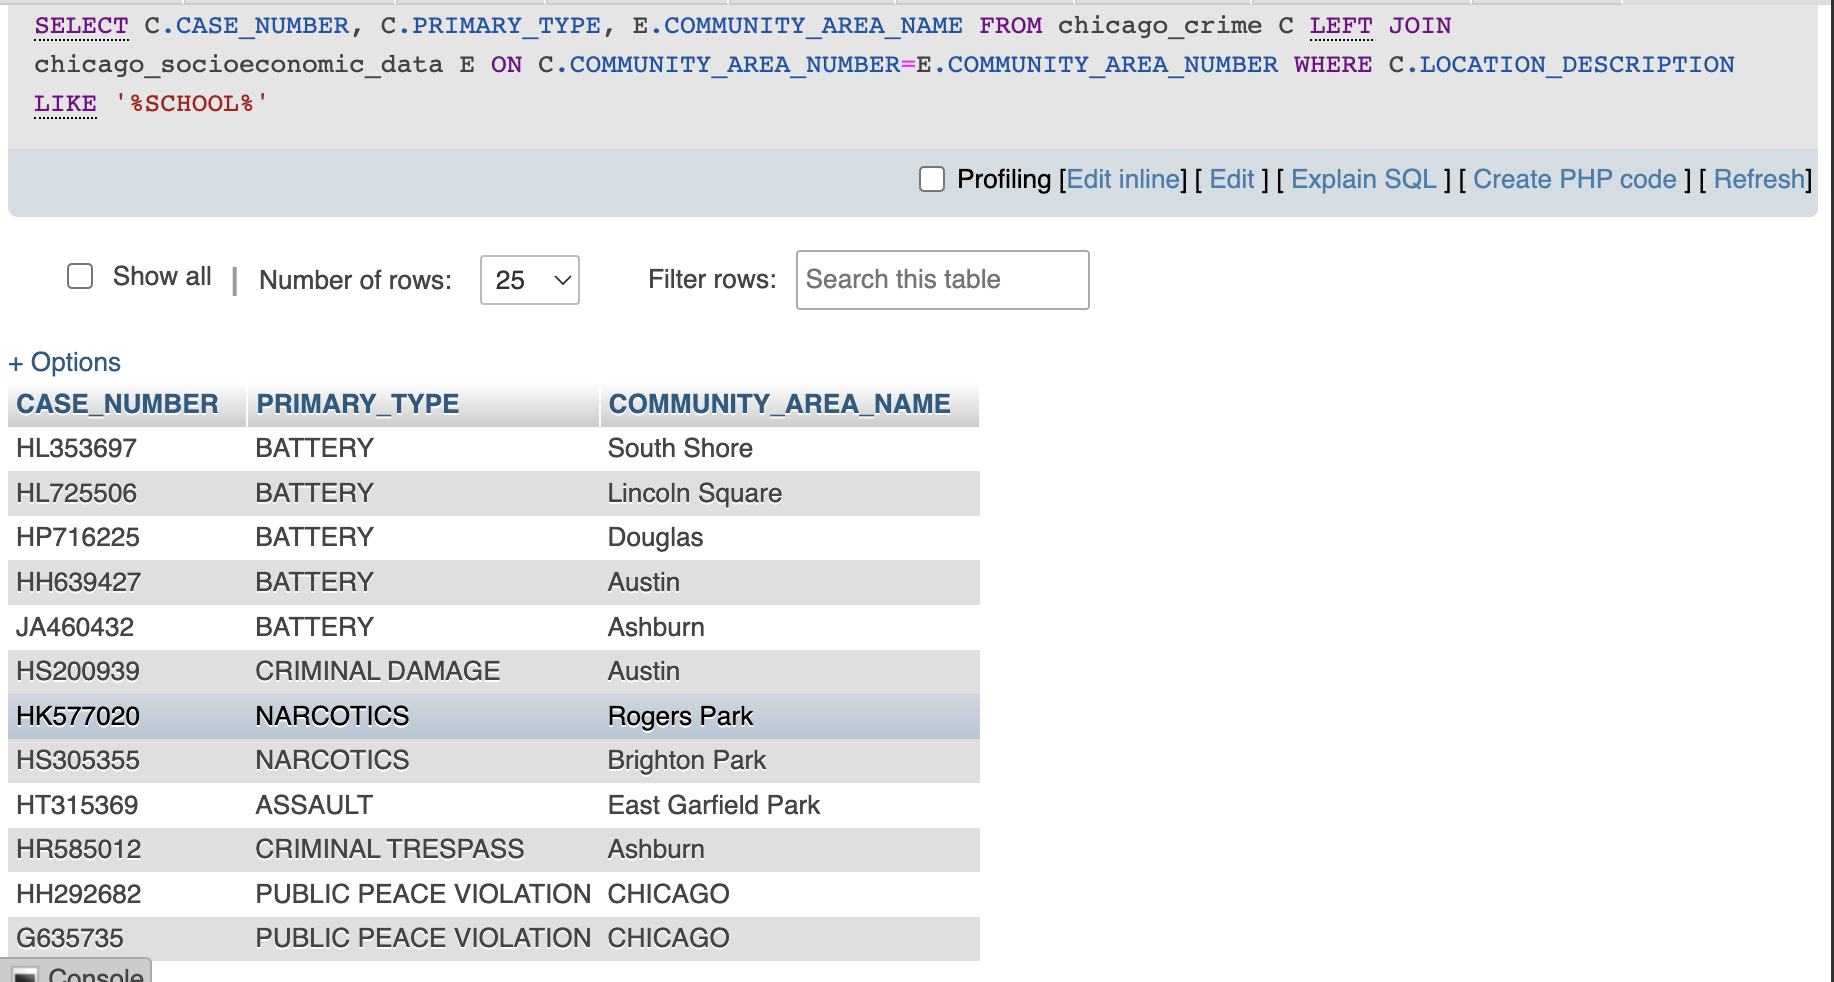 SELECT C.CASE_NUMBER, C.PRIMARY_TYPE, E.COMMUNITY_AREA_NAME FROM chicago_crime C LEFT JOIN
chicago_socioeconomic_data E ON C.COMMUNITY_AREA_NUMBER=E.COMMUNITY_AREA_NUMBER WHERE C.LOCATION_DESCRIPTION
LIKE '%SCHOOL%'
Profiling [Edit inline] [ Edit ] [ Explain SQL ] [ Create PHP code ] [ Refresh]
Show all | Number of rows: 25 Filter rows: Search this table
+ Options
CASE_NUMBER PRIMARY_TYPE COMMUNITY_AREA_NAME
HL353697 BATTERY South Shore
HL725506 BATTERY Lincoln Square
HP716225 BATTERY Douglas
HH639427 BATTERY Austin
JA460432 BATTERY Ashburn
HS200939 CRIMINAL DAMAGE Austin
HK577020 NARCOTICS Rogers Park
HS305355 NARCOTICS Brighton Park
HT315369 ASSAULT East Garfield Park
HR585012 CRIMINAL TRESPASS Ashburn
HH292682 PUBLIC PEACE VIOLATION CHICAGO
G635735 PUBLIC PEACE VIOLATION CHICAGO
Console